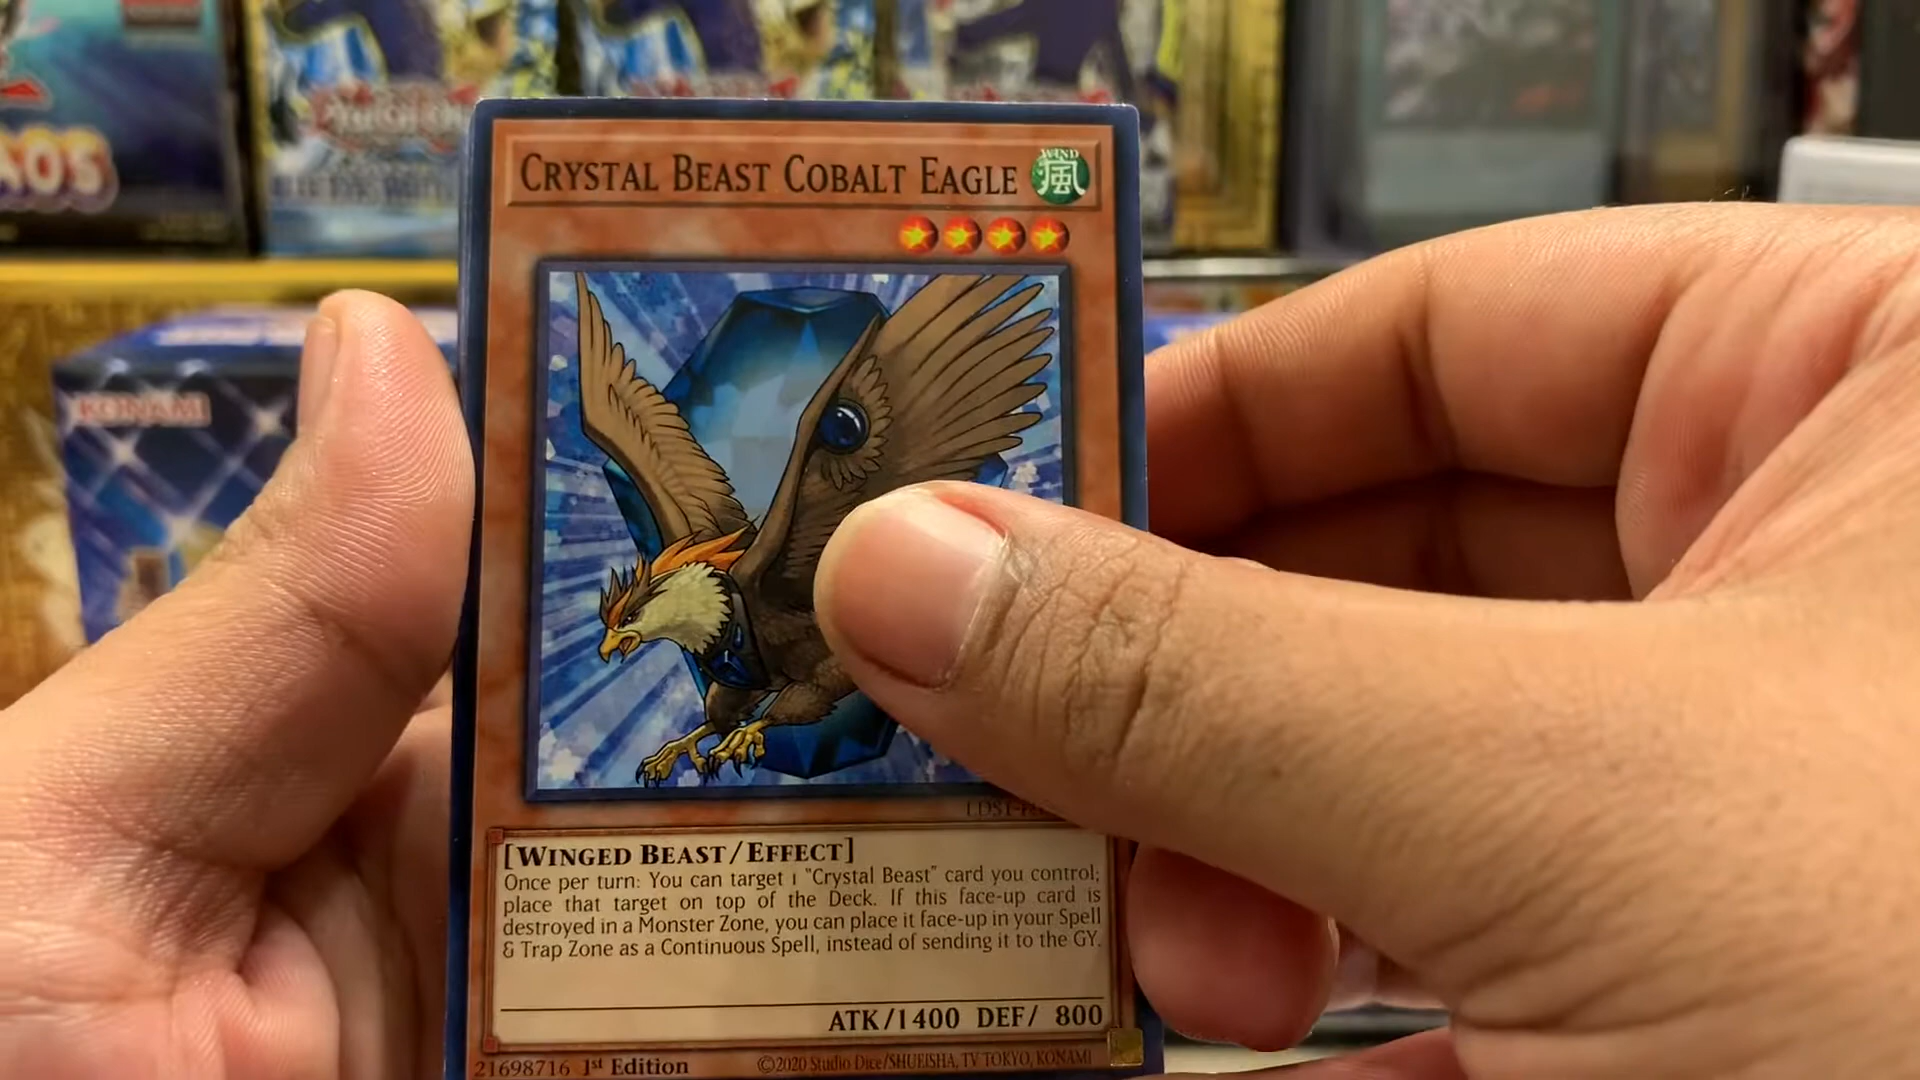 AOS
KONAMI
CRYSTAL BEAST COBALT EAGLE
WIND
風
[WINGED BEAST/EFFECT]
Once per turn: You can target 1 "Crystal Beast" card you control;
place that target on top of the Deck. If this face-up card is
destroyed in a Monster Zone, you can place it face-up in your Spell
& Trap Zone as a Continuous Spell, instead of sending it to the GY.
ATK/1400 DEF/ 800
21698716 1st Edition
©2020 Studio Dice/SHUEISHA, TV TOKYO, KONAMI